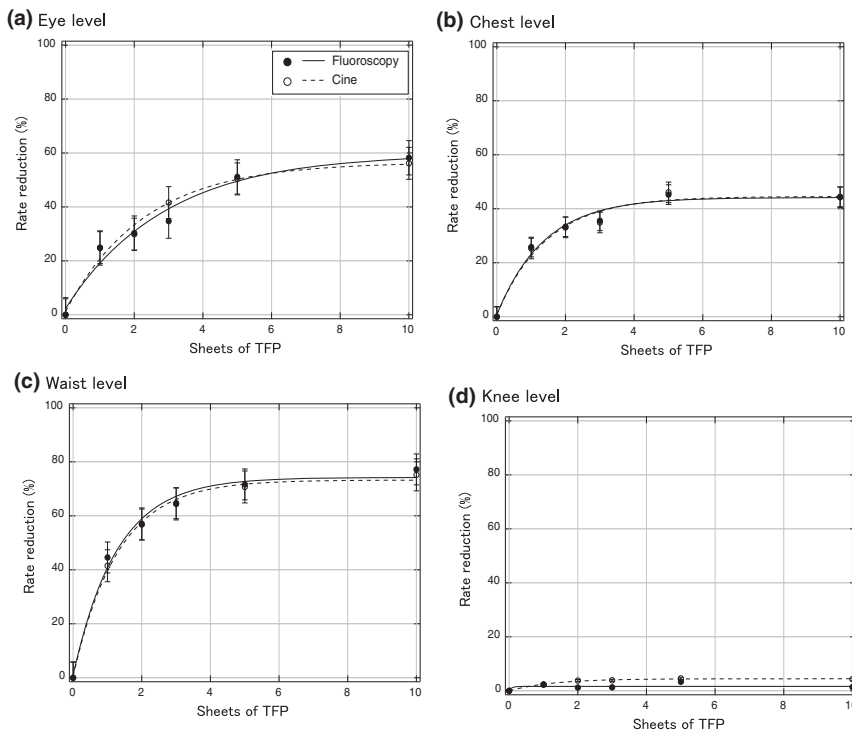 (a) Eye level
100
80
60
40
20
0
0 2 4 6 8 10
Rate reduction (%)
Sheets of TFP
Fluoroscopy
Cine
(b) Chest level
100
80
60
40
20
0
0 2 4 6 8 10
Rate reduction (%)
Sheets of TFP
(c) Waist level
100
80
60
40
20
0
0 2 4 6 8 10
Rate reduction (%)
Sheets of TFP
(d) Knee level
100
80
60
40
20
0
0 2 4 6 8 10
Rate reduction (%)
Sheets of TFP